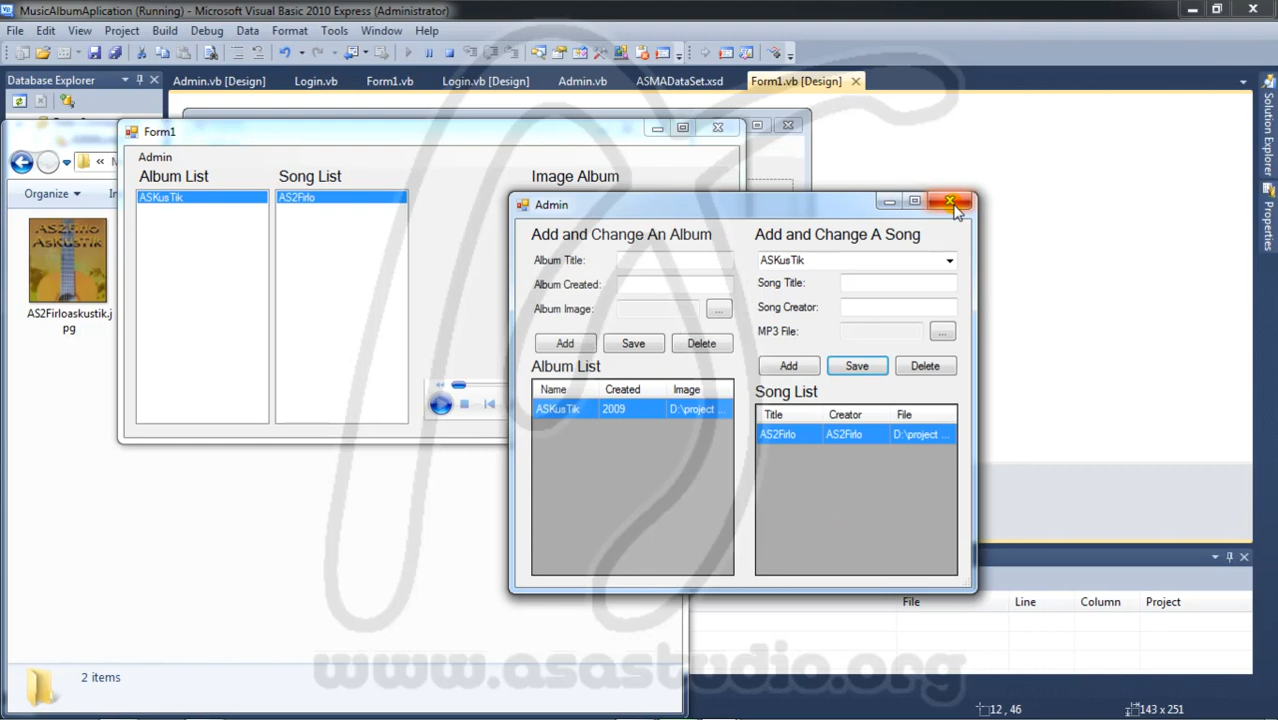 MusicAlbumAplication (Running) - Microsoft Visual Basic 2010 Express (Administrator)
File Edit View Project Build Debug Data Format Tools Window Help
Database Explorer
Admin.vb [Design] Login.vb Form1.vb Login.vb [Design] Admin.vb ASMADataSet.xsd Form1.vb [Design]
Solution Explorer
Properties
Organize
AS2Firlo
AsKusTik
AS2Firloaskustik.j
pg
2 items
Form1
Admin
Album List Song List Image Album
ASKusTik AS2Firlo
Admin
Add and Change An Album
Album Title:
Album Created:
Album Image: ...
Add Save Delete
Album List
Name Created Image
ASKusTik 2009 D:\project ...
Add and Change A Song
ASKusTik
Song Title:
Song Creator:
MP3 File: ...
Add Save Delete
Song List
Title Creator File
AS2Firlo AS2Firlo D:\project ...
File Line Column Project
www.asastudio.org
12 , 46 143 x 251